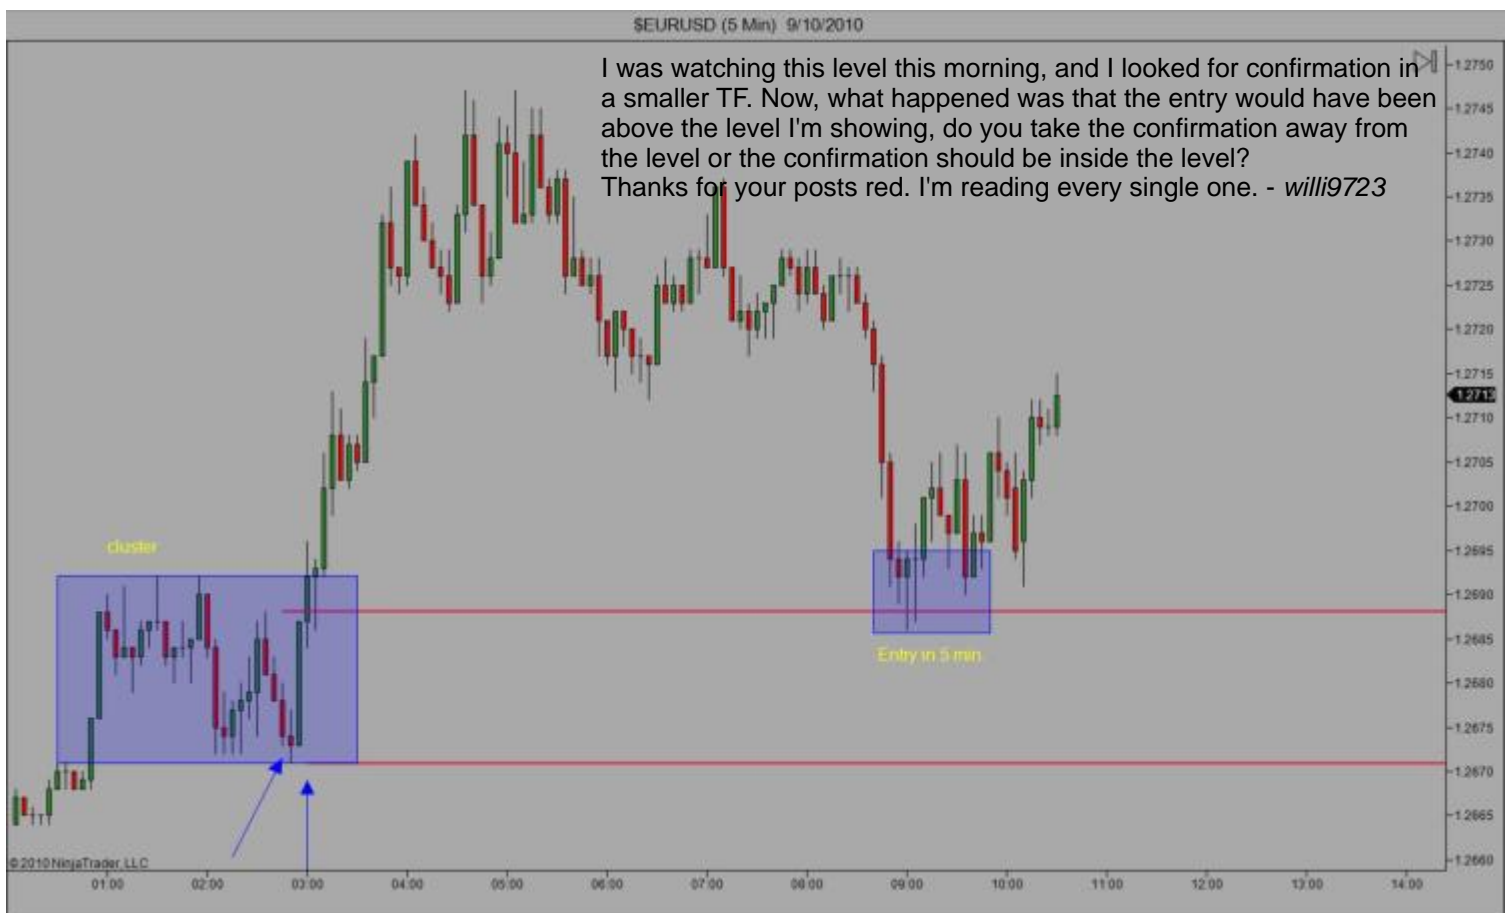 $EURUSD (5 Min) 9/10/2010
I was watching this level this morning, and I looked for confirmation in
a smaller TF. Now, what happened was that the entry would have been
above the level I'm showing, do you take the confirmation away from
the level or the confirmation should be inside the level?
Thanks for your posts red. I'm reading every single one. - willi9723
1.2750
1.2745
1.2740
1.2735
1.2730
1.2725
1.2720
1.2715
1.2713
1.2710
1.2705
1.2700
1.2695
1.2690
1.2685
1.2680
1.2675
1.2670
1.2665
1.2660
cluster
Entry in 5 min.
© 2010 NinjaTrader, LLC
01:00 02:00 03:00 04:00 05:00 06:00 07:00 08:00 09:00 10:00 11:00 12:00 13:00 14:00